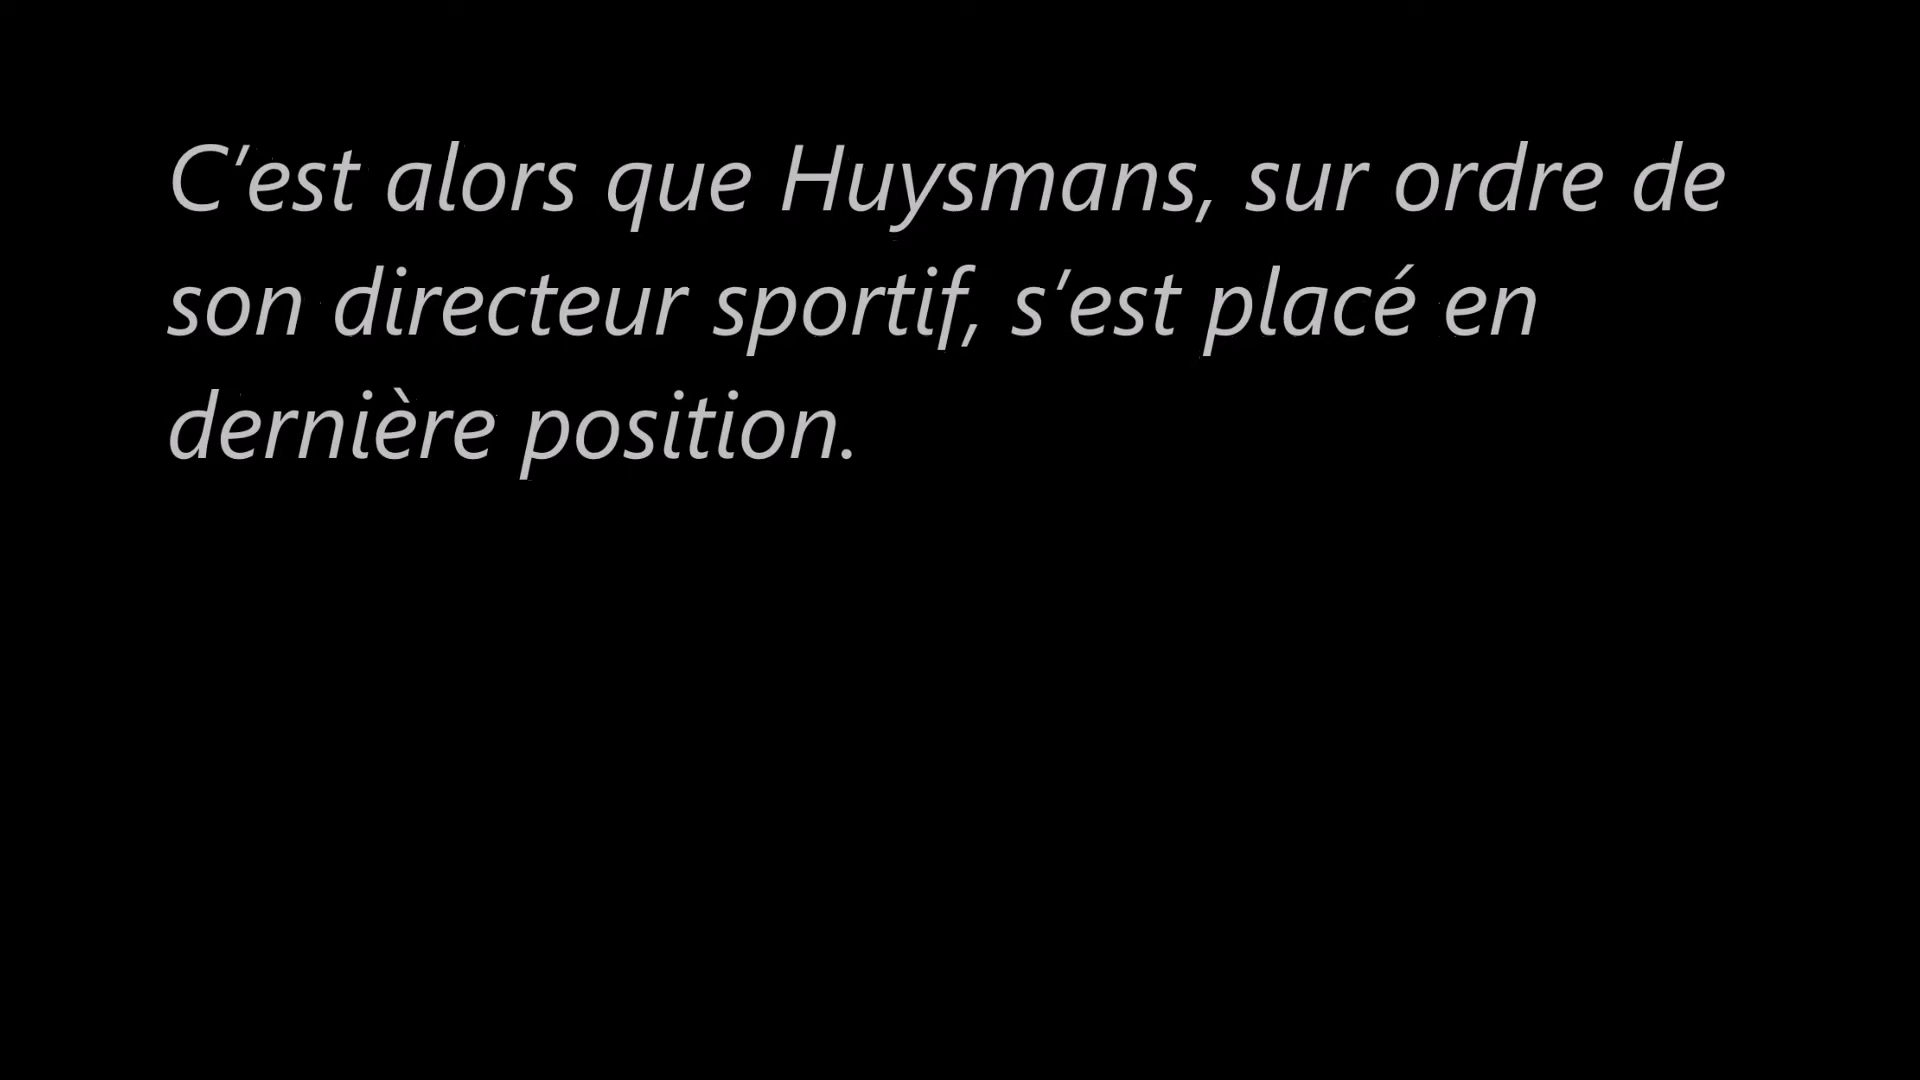 C’est alors que Huysmans, sur ordre de
son directeur sportif, s’est placé en
dernière position.